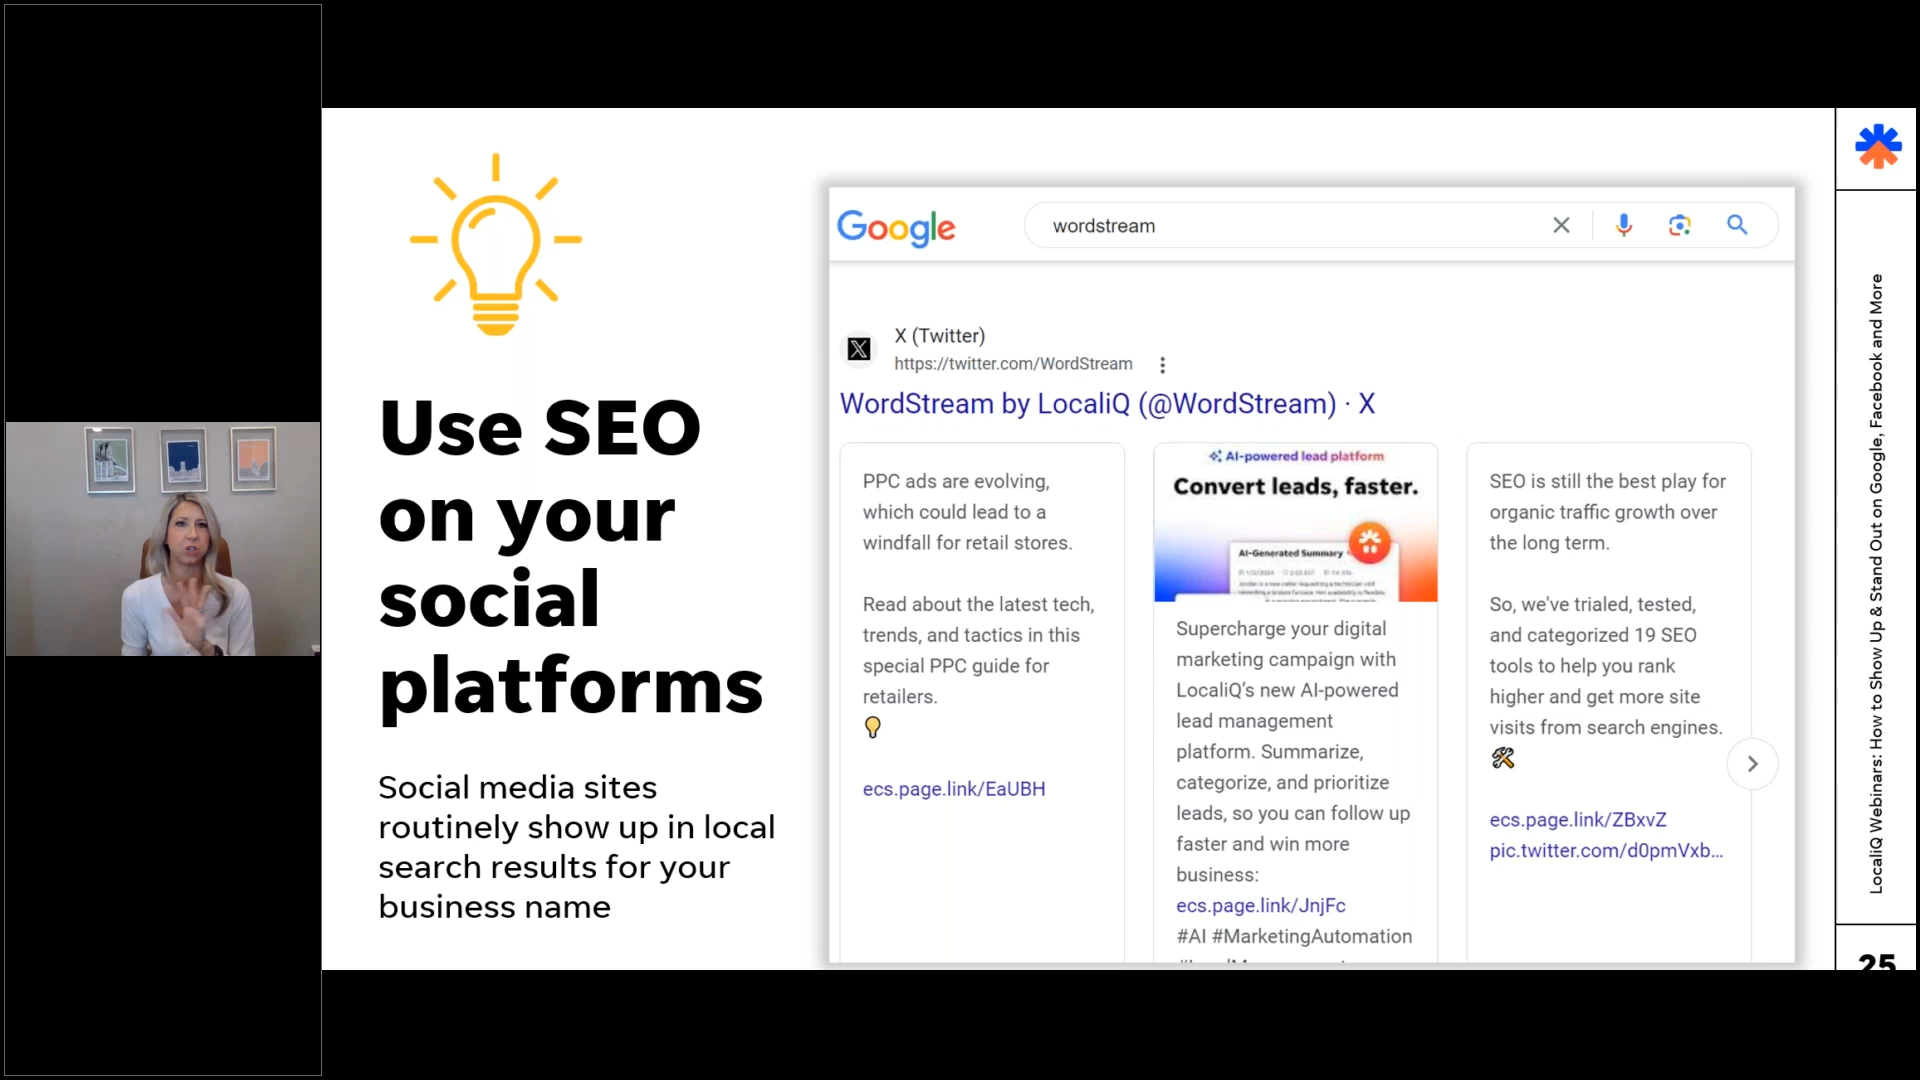 Use SEO
on your
social
platforms
Social media sites
routinely show up in local
search results for your
business name
Google
wordstream
X (Twitter)
https://twitter.com/WordStream
WordStream by LocaliQ (@WordStream) · X
PPC ads are evolving,
which could lead to a
windfall for retail stores.
Read about the latest tech,
trends, and tactics in this
special PPC guide for
retailers.
ecs.page.link/EaUBH
AI-powered lead platform
Convert leads, faster.
AI-Generated Summary
Supercharge your digital
marketing campaign with
LocaliQ’s new AI-powered
lead management
platform. Summarize,
categorize, and prioritize
leads, so you can follow up
faster and win more
business:
ecs.page.link/JnjFc
#AI #MarketingAutomation
SEO is still the best play for
organic traffic growth over
the long term.
So, we've trialed, tested,
and categorized 19 SEO
tools to help you rank
higher and get more site
visits from search engines.
ecs.page.link/ZBxvZ
pic.twitter.com/d0pmVxb...
LocaliQ Webinars: How to Show Up & Stand Out on Google, Facebook and More
25